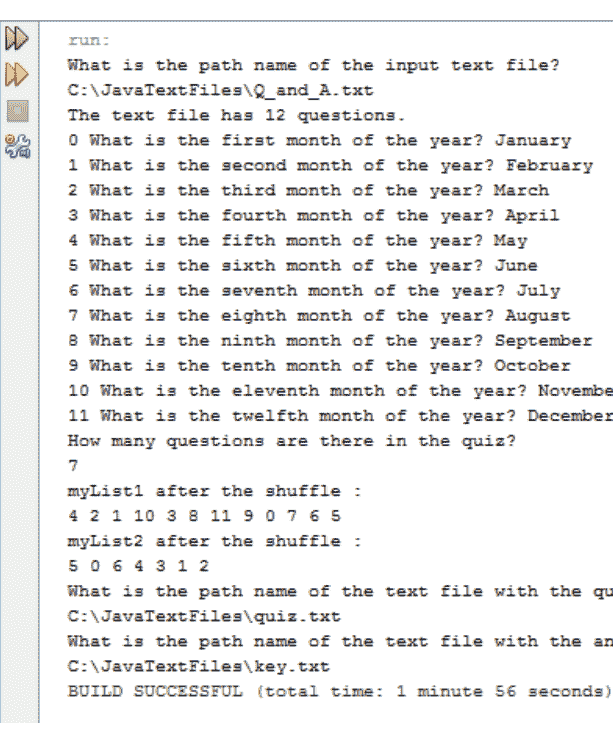 run:
What is the path name of the input text file?
C:\JavaTextFiles\Q_and_A.txt
The text file has 12 questions.
0 What is the first month of the year? January
1 What is the second month of the year? February
2 What is the third month of the year? March
3 What is the fourth month of the year? April
4 What is the fifth month of the year? May
5 What is the sixth month of the year? June
6 What is the seventh month of the year? July
7 What is the eighth month of the year? August
8 What is the ninth month of the year? September
9 What is the tenth month of the year? October
10 What is the eleventh month of the year? Novembe
11 What is the twelfth month of the year? December
How many questions are there in the quiz?
7
myList1 after the shuffle :
4 2 1 10 3 8 11 9 0 7 6 5
myList2 after the shuffle :
5 0 6 4 3 1 2
What is the path name of the text file with the qu
C:\JavaTextFiles\quiz.txt
What is the path name of the text file with the an
C:\JavaTextFiles\key.txt
BUILD SUCCESSFUL (total time: 1 minute 56 seconds)